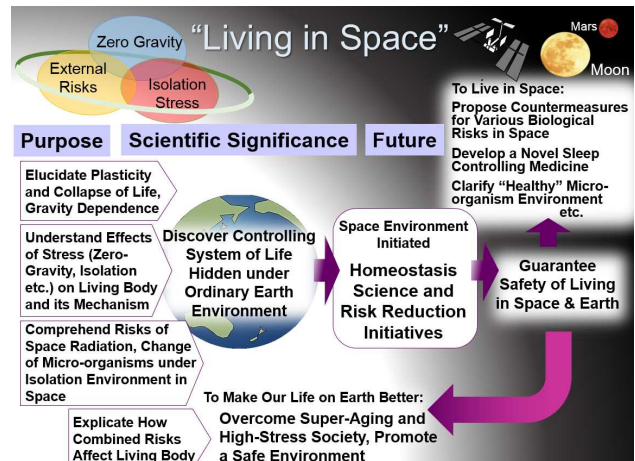 Zero Gravity
External
Risks
Isolation
Stress
“Living in Space”
Mars
Moon
Purpose
Scientific Significance
Future
To Live in Space:
Propose Countermeasures
for Various Biological
Risks in Space
Develop a Novel Sleep
Controlling Medicine
Clarify “Healthy” Micro-
organism Environment
etc.
Elucidate Plasticity
and Collapse of Life,
Gravity Dependence
Understand Effects
of Stress (Zero-
Gravity, Isolation
etc.) on Living Body
and its Mechanism
Comprehend Risks of
Space Radiation, Change
of Micro-organisms under
Isolation Environment in
Space
Explicate How
Combined Risks
Affect Living Body
Discover Controlling
System of Life
Hidden under
Ordinary Earth
Environment
Space Environment
Initiated
Homeostasis
Science and
Risk Reduction
Initiatives
Guarantee
Safety of Living
in Space & Earth
To Make Our Life on Earth Better:
Overcome Super-Aging and
High-Stress Society, Promote
a Safe Environment